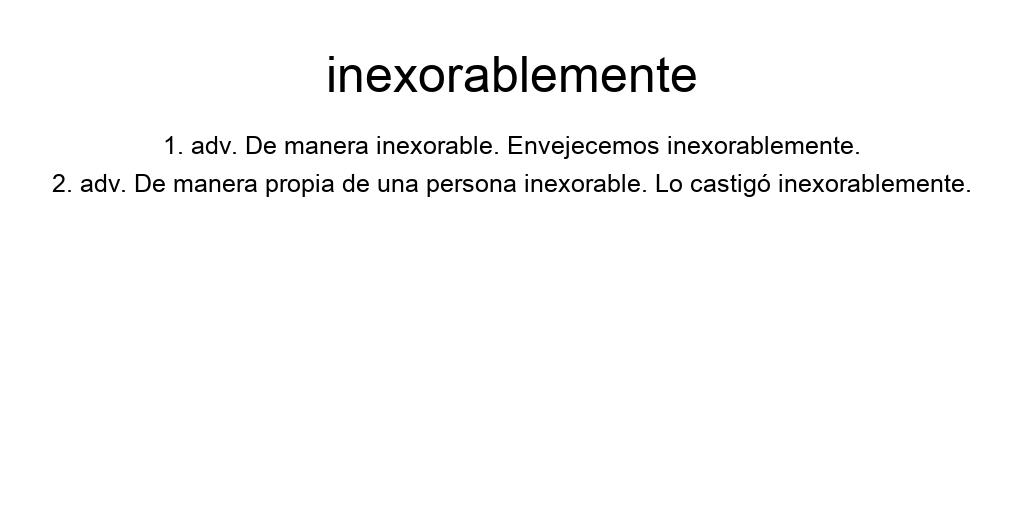 inexorablemente
1. adv. De manera inexorable. Envejecemos inexorablemente.
2. adv. De manera propia de una persona inexorable. Lo castigó inexorablemente.